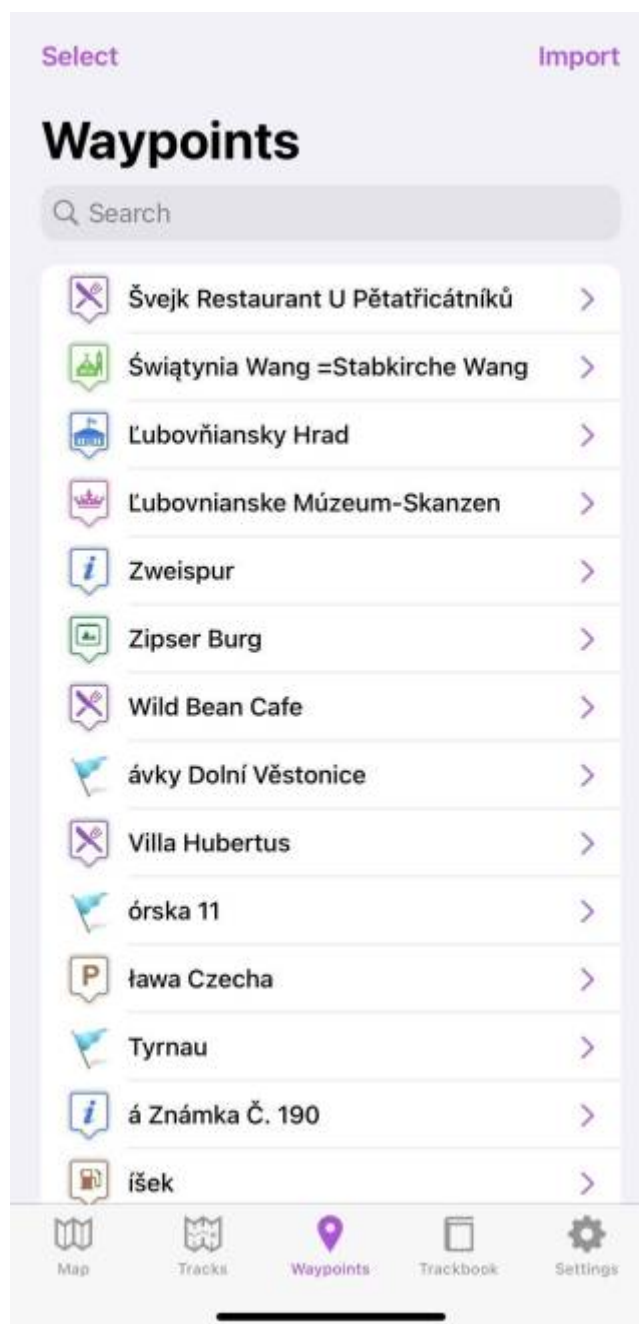 Select
Import
Waypoints
Search
Švejk Restaurant U Pětatřicátníků
Świątynia Wang =Stabkirche Wang
Ľubovňiansky Hrad
Ľubovnianske Múzeum-Skanzen
Zweispur
Zipser Burg
Wild Bean Cafe
ávky Dolní Věstonice
Villa Hubertus
órska 11
P
ława Czecha
Tyrnau
á Známka Č. 190
íšek
Map
Tracks
Waypoints
Trackbook
Settings